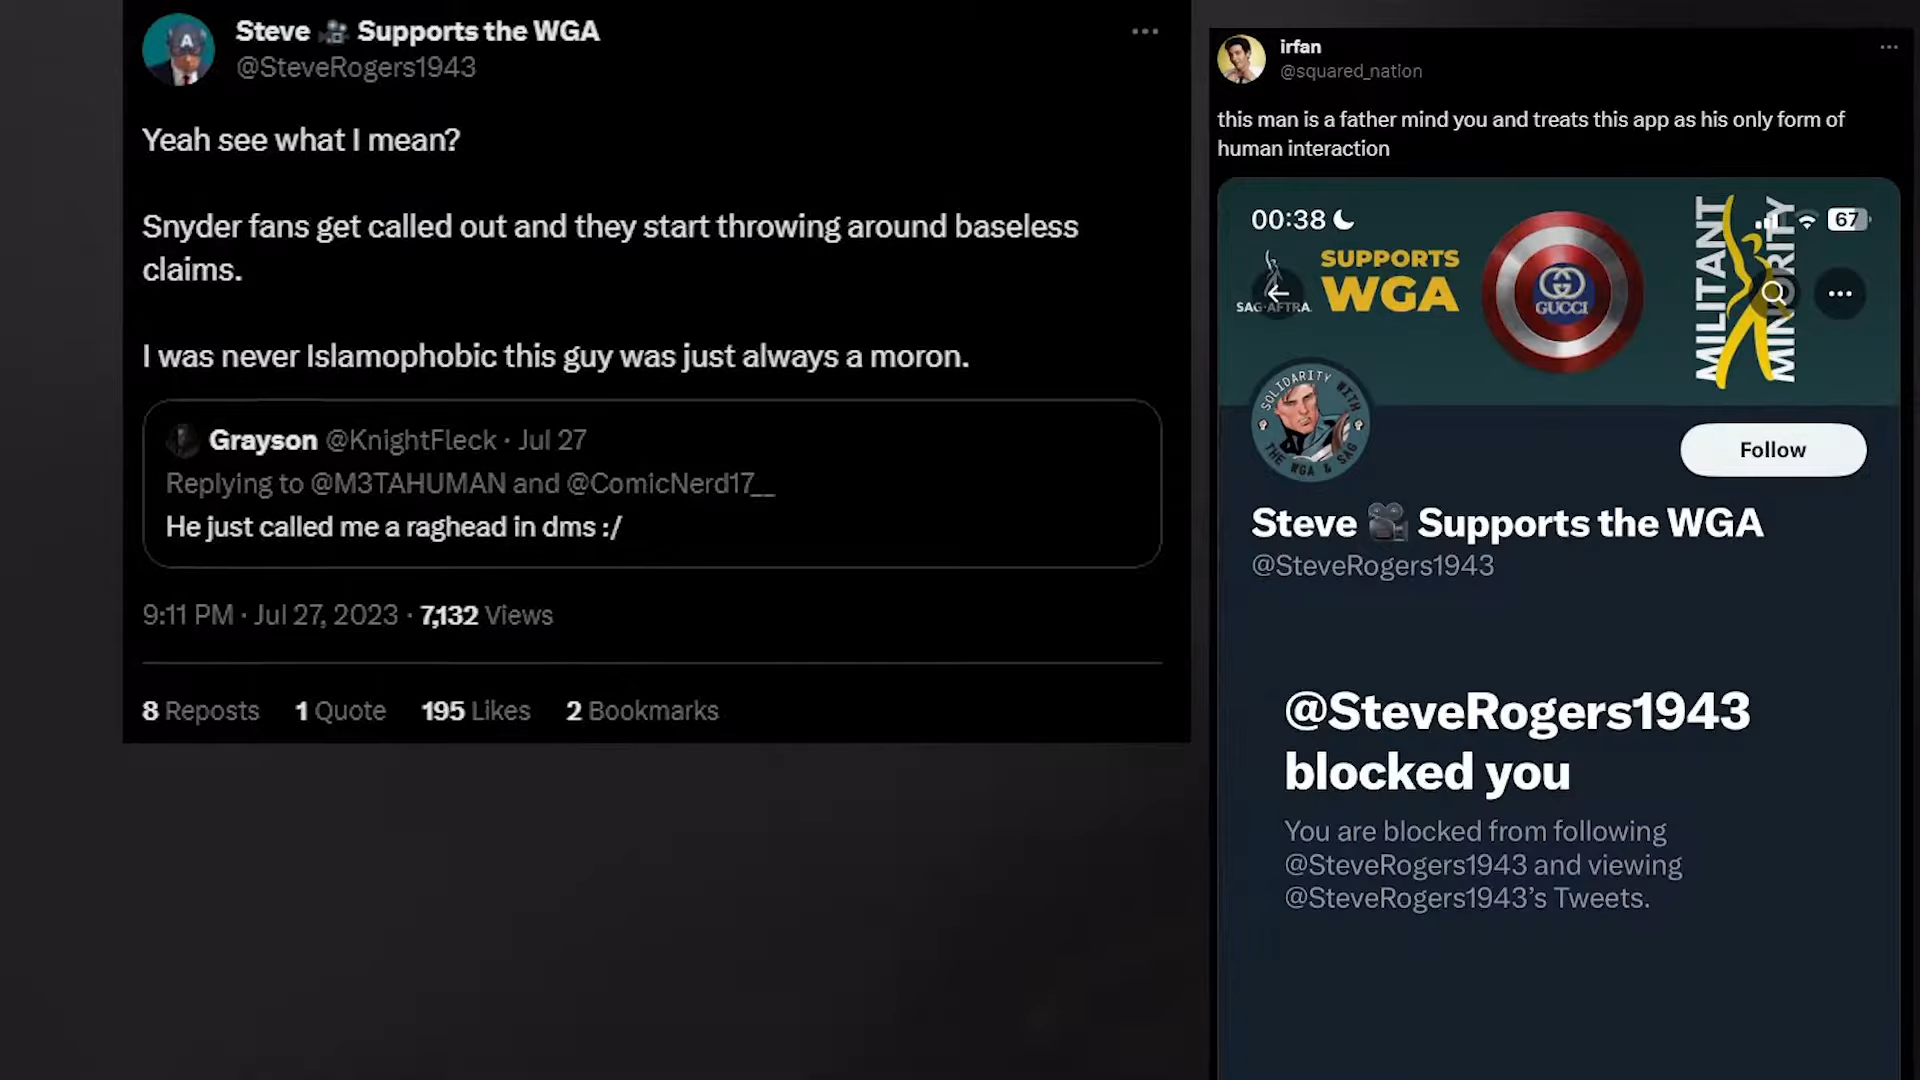 Steve 🎥 Supports the WGA
@SteveRogers1943
Yeah see what I mean?
Snyder fans get called out and they start throwing around baseless
claims.
I was never Islamophobic this guy was just always a moron.
Grayson @KnightFleck · Jul 27
Replying to @M3TAHUMAN and @ComicNerd17__
He just called me a raghead in dms :/
9:11 PM · Jul 27, 2023 · 7,132 Views
8 Reposts 1 Quote 195 Likes 2 Bookmarks
irfan
@squared_nation
this man is a father mind you and treats this app as his only form of
human interaction
00:38
67
SAG-AFTRA
SUPPORTS
WGA
GUCCI
MILITANT
MINORITY
SOLIDARITY WITH
THE WGA & SAG
Follow
Steve 🎥 Supports the WGA
@SteveRogers1943
@SteveRogers1943
blocked you
You are blocked from following
@SteveRogers1943 and viewing
@SteveRogers1943’s Tweets.